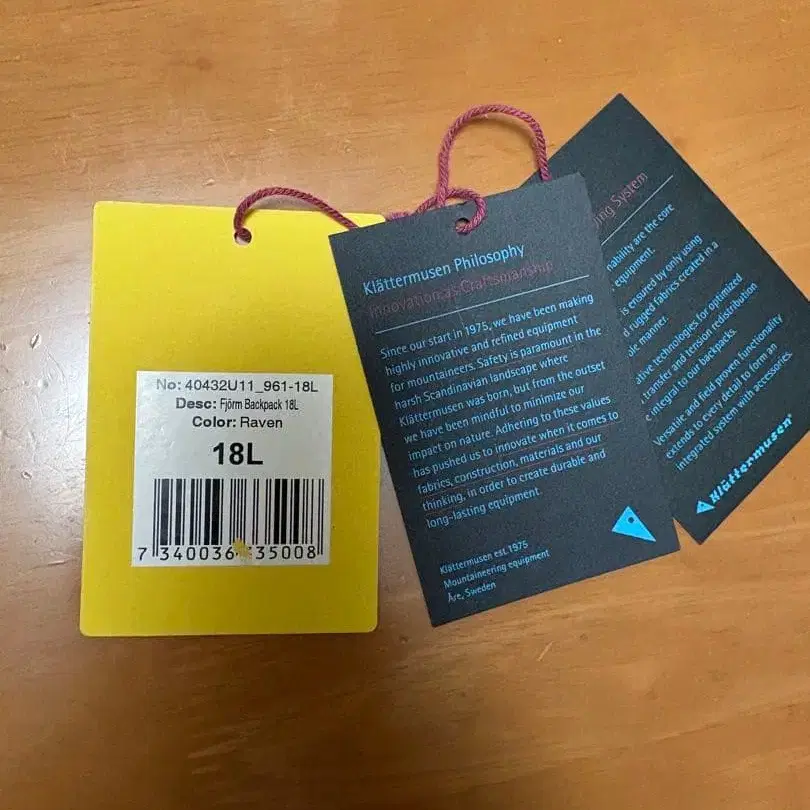 No: 40432U11_961-18L
Desc: Fjörm Backpack 18L
Color: Raven
18L
7 340036 35008
Klättermusen Philosophy
Innovation as Craftsmanship
Since our start in 1975, we have been making
highly innovative and refined equipment
for mountaineers. Safety is paramount in the
harsh Scandinavian landscape where
Klättermusen was born, but from the outset
we have been mindful to minimize our
impact on nature. Adhering to these values
has pushed us to innovate when it comes to
fabrics, construction, materials and our
thinking, in order to create durable and
long-lasting equipment.
Klättermusen est.1975
Mountaineering equipment
Åre, Sweden
System
are the core
equipment.
is ensured by only using
rugged fabrics created in a
manner.
technologies for optimized
transfer and tension redistribution
integral to our backpacks.
Versatile and field proven functionality
extends to every detail to form an
integrated system with accessories.
Klättermusen®